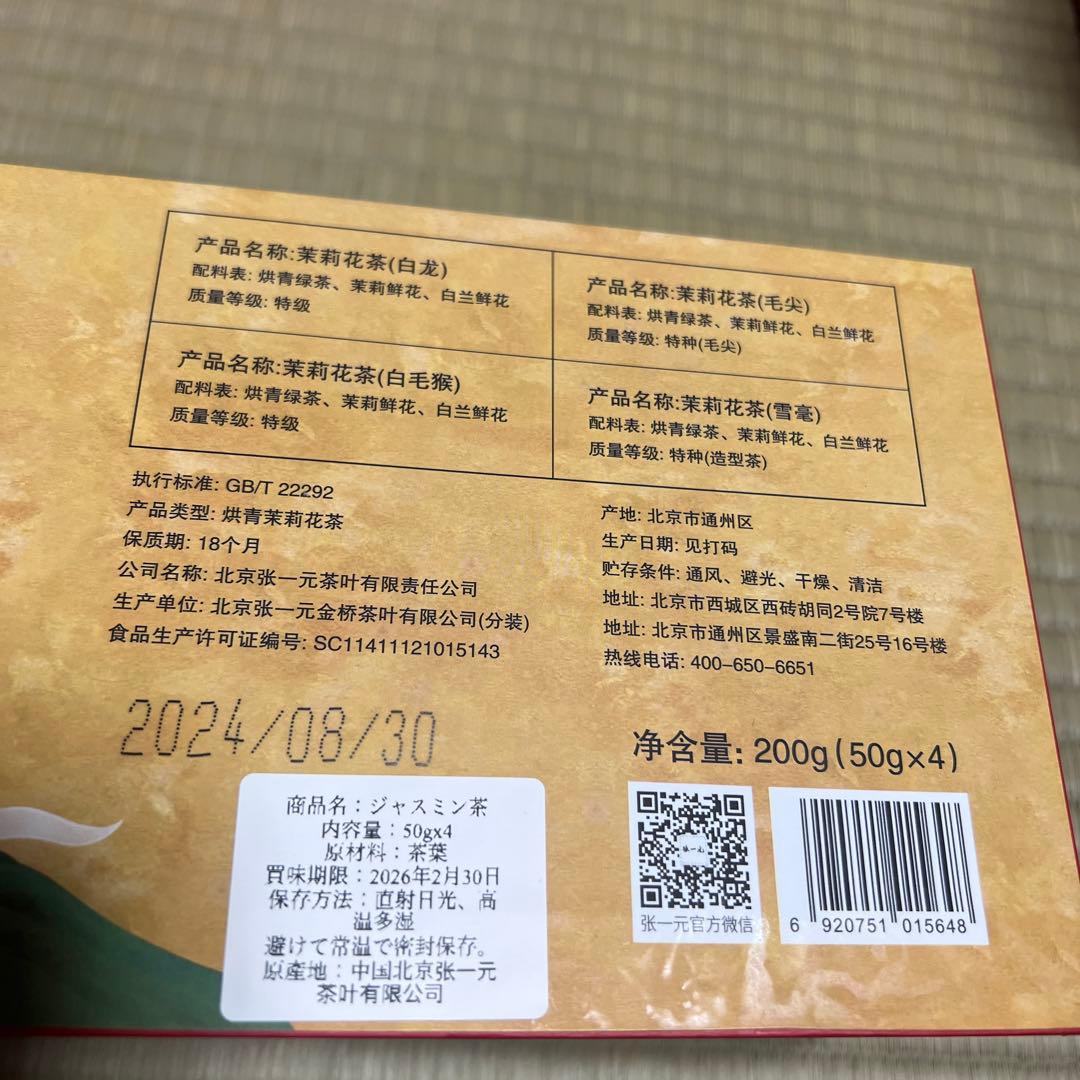 产品名称:茉莉花茶(白龙)
配料表: 烘青绿茶、茉莉鲜花、白兰鲜花
质量等级: 特级
产品名称:茉莉花茶(毛尖)
配料表: 烘青绿茶、茉莉鲜花、白兰鲜花
质量等级: 特种(毛尖)
产品名称:茉莉花茶(白毛猴)
配料表: 烘青绿茶、茉莉鲜花、白兰鲜花
质量等级: 特级
产品名称:茉莉花茶(雪毫)
配料表: 烘青绿茶、茉莉鲜花、白兰鲜花
质量等级: 特种(造型茶)
执行标准: GB/T 22292
产品类型: 烘青茉莉花茶
保质期: 18个月
公司名称: 北京张一元茶叶有限责任公司
生产单位: 北京张一元金桥茶叶有限公司(分装)
食品生产许可证编号: SC11411121015143
产地: 北京市通州区
生产日期: 见打码
贮存条件: 通风、避光、干燥、清洁
地址: 北京市西城区西砖胡同2号院7号楼
地址: 北京市通州区景盛南二街25号16号楼
热线电话: 400-650-6651
2024/08/30
净含量: 200g(50g×4)
商品名：ジャスミン茶
内容量：50gx4
原材料：茶葉
賞味期限：2026年2月30日
保存方法：直射日光、高
温多湿
避けて常温で密封保存。
原産地：中国北京张一元
茶叶有限公司
张一元官方微信
6 920751 015648